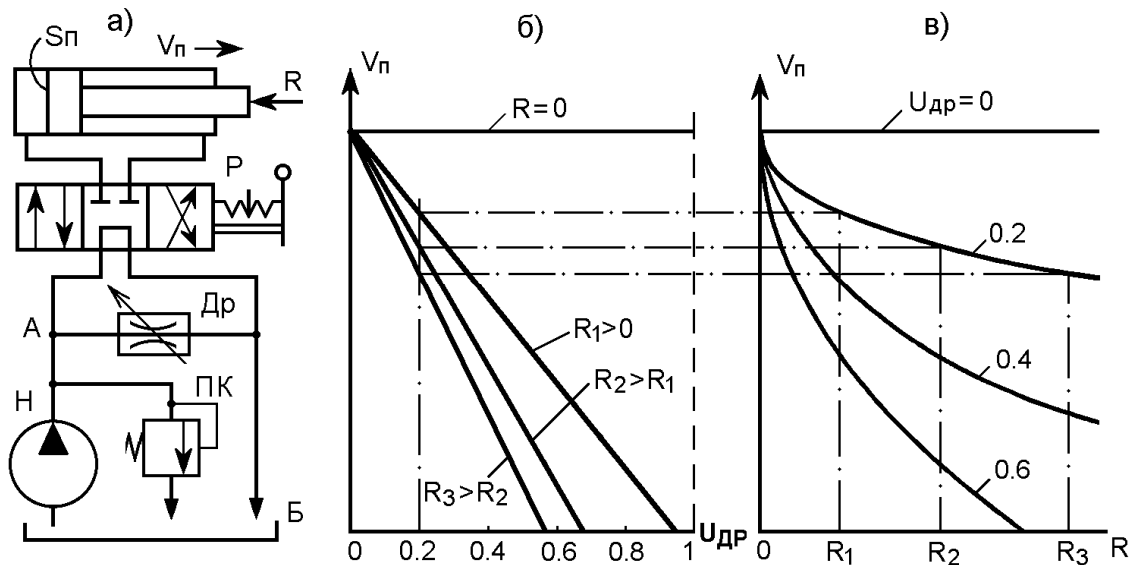 а)
Sп
Vп
R
Р
Др
А
ПК
Н
Б
б)
Vп
R=0
R1>0
R2>R1
R3>R2
0 0.2 0.4 0.6 0.8 1 UДР
в)
Vп
Uдр=0
0.2
0.4
0.6
0 R1 R2 R3 R